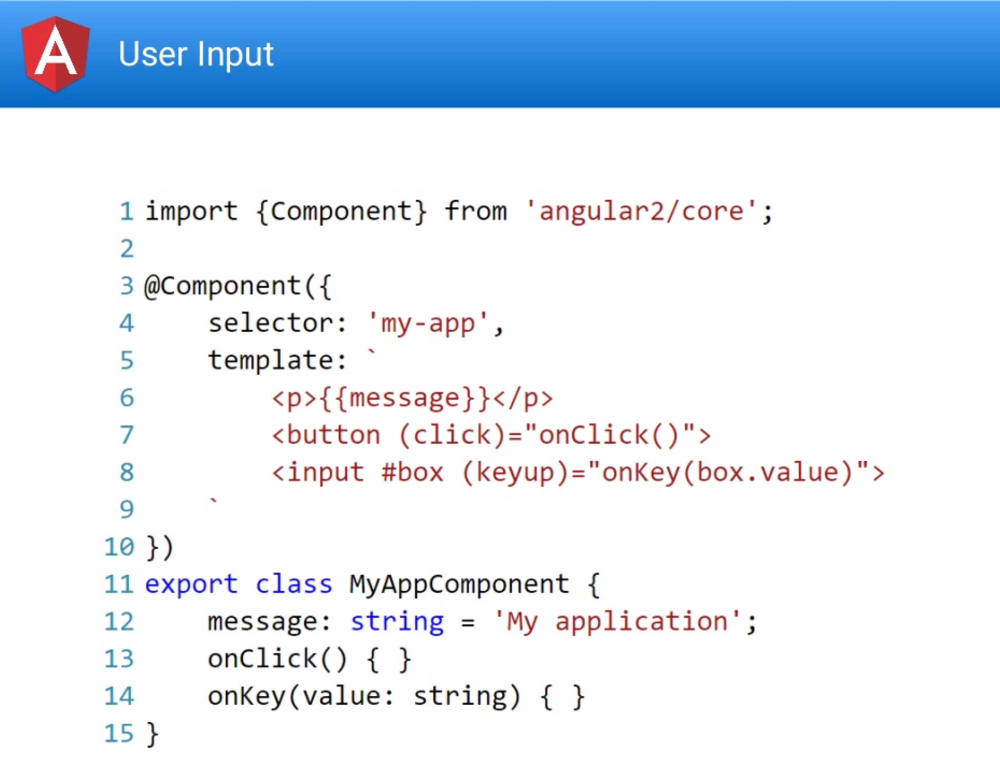 User Input
1 import {Component} from 'angular2/core';
2
3 @Component({
4     selector: 'my-app',
5     template: `
6         <p>{{message}}</p>
7         <button (click)="onClick()">
8         <input #box (keyup)="onKey(box.value)">
9     `
10 })
11 export class MyAppComponent {
12     message: string = 'My application';
13     onClick() { }
14     onKey(value: string) { }
15 }